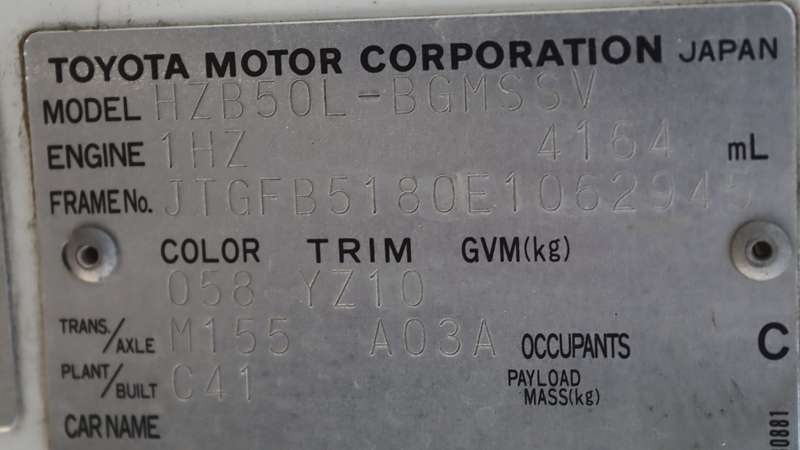 TOYOTA MOTOR CORPORATION JAPAN
MODEL HZB50L-BGMSSV
ENGINE 1HZ 4164 mL
FRAME No. JTGFB5180E1062945
COLOR TRIM GVM(kg)
058 YZ10
TRANS./AXLE M155 A03A OCCUPANTS C
PLANT/BUILT C41 PAYLOAD MASS(kg)
CAR NAME
0881